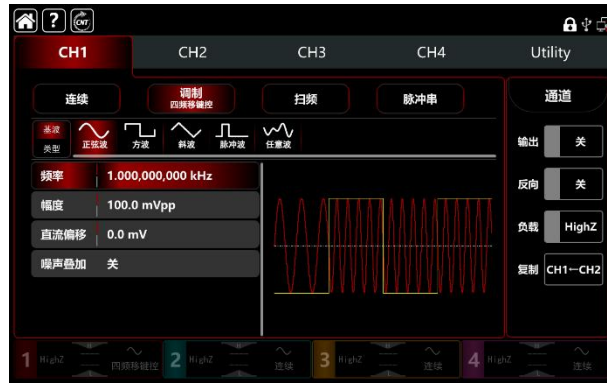 ? CNT
CH1 CH2 CH3 CH4 Utility
连续 调制 扫频 脉冲串 通道
四频移键控
基波
类型 正弦波 方波 斜波 脉冲波 任意波
输出 关
频率 1.000,000,000 kHz
反向 关
幅度 100.0 mVpp
直流偏移 0.0 mV
负载 HighZ
噪声叠加 关
复制 CH1←CH2
1 HighZ 四频移键控 2 HighZ 连续 3 HighZ 连续 4 HighZ 连续